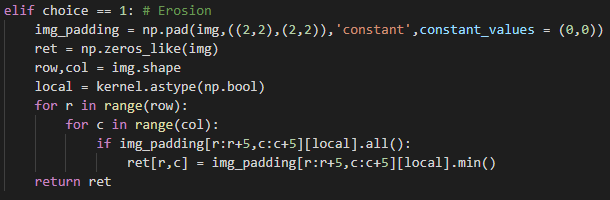 elif choice == 1: # Erosion
    img_padding = np.pad(img,((2,2),(2,2)),'constant',constant_values = (0,0))
    ret = np.zeros_like(img)
    row,col = img.shape
    local = kernel.astype(np.bool)
    for r in range(row):
        for c in range(col):
            if img_padding[r:r+5,c:c+5][local].all():
                ret[r,c] = img_padding[r:r+5,c:c+5][local].min()
    return ret